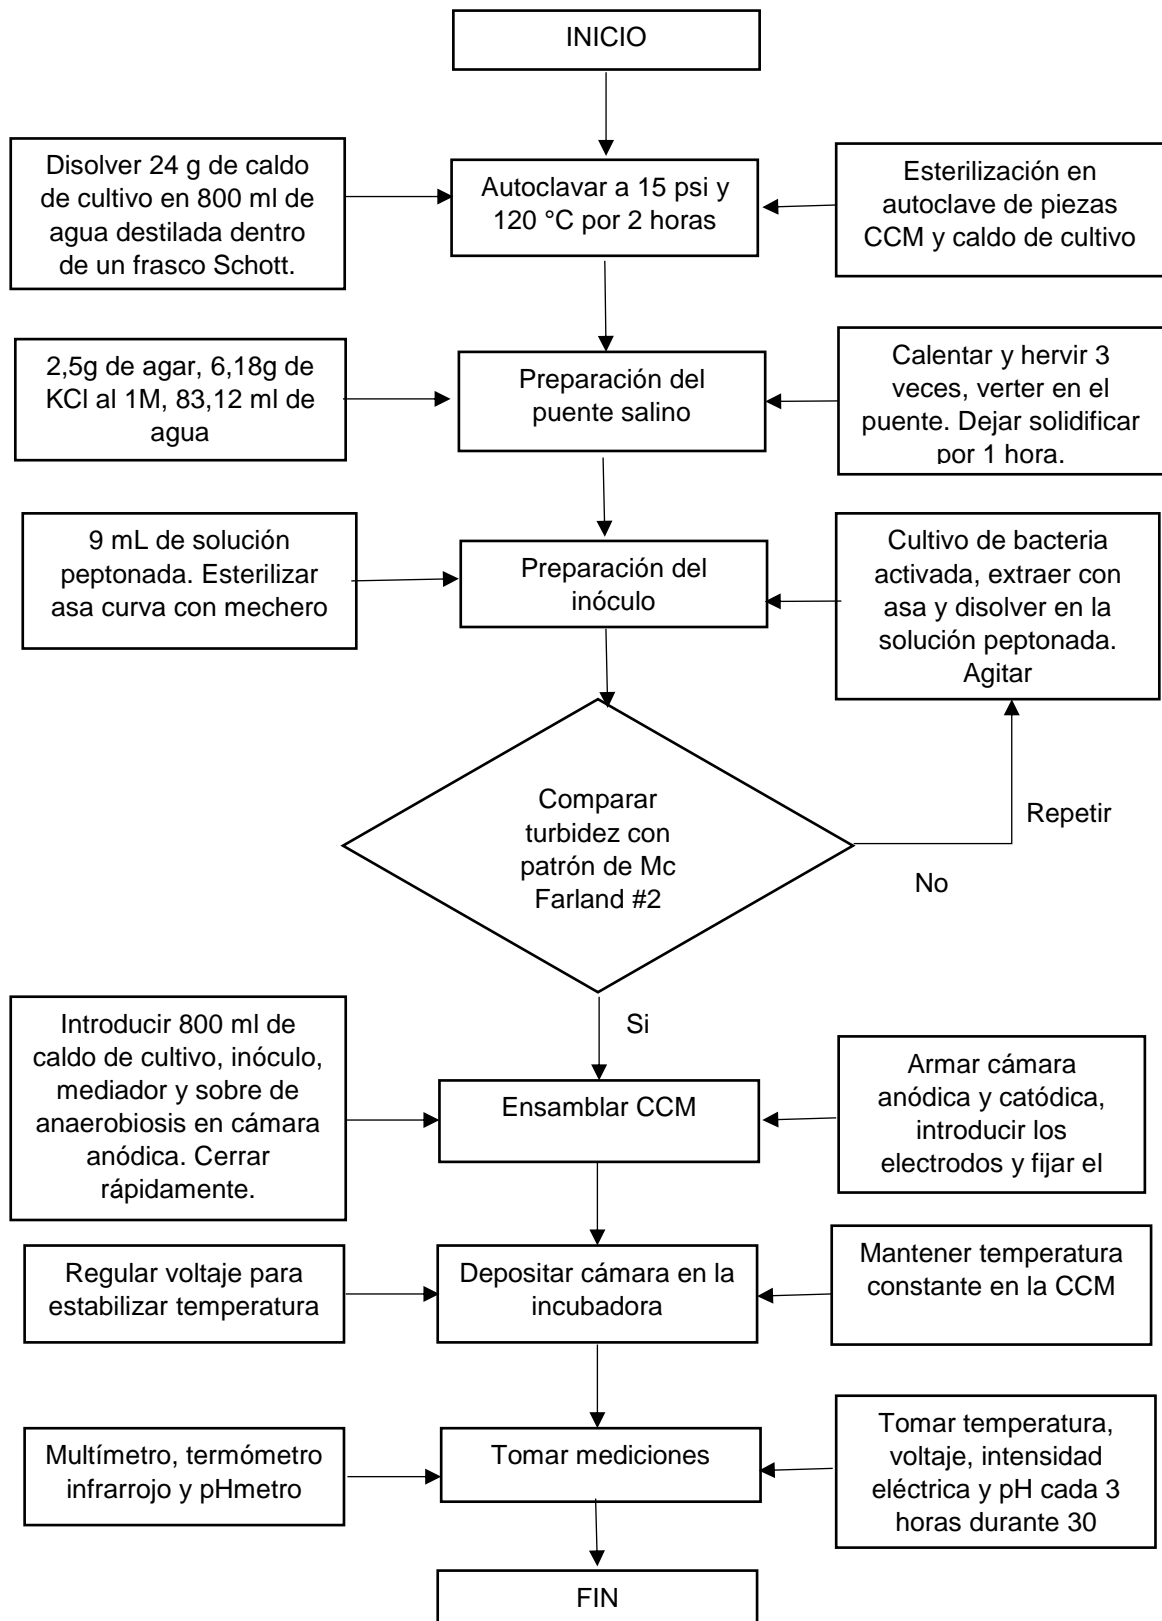 INICIO
Disolver 24 g de caldo
de cultivo en 800 ml de
agua destilada dentro
de un frasco Schott.
Autoclavar a 15 psi y
120 °C por 2 horas
Esterilización en
autoclave de piezas
CCM y caldo de cultivo
2,5g de agar, 6,18g de
KCl al 1M, 83,12 ml de
agua
Preparación del
puente salino
Calentar y hervir 3
veces, verter en el
puente. Dejar solidificar
por 1 hora.
9 mL de solución
peptonada. Esterilizar
asa curva con mechero
Preparación del
inóculo
Cultivo de bacteria
activada, extraer con
asa y disolver en la
solución peptonada.
Agitar
Comparar
turbidez con
patrón de Mc
Farland #2
Repetir
No
Si
Introducir 800 ml de
caldo de cultivo, inóculo,
mediador y sobre de
anaerobiosis en cámara
anódica. Cerrar
rápidamente.
Ensamblar CCM
Armar cámara
anódica y catódica,
introducir los
electrodos y fijar el
Regular voltaje para
estabilizar temperatura
Depositar cámara en la
incubadora
Mantener temperatura
constante en la CCM
Multímetro, termómetro
infrarrojo y pHmetro
Tomar mediciones
Tomar temperatura,
voltaje, intensidad
eléctrica y pH cada 3
horas durante 30
FIN